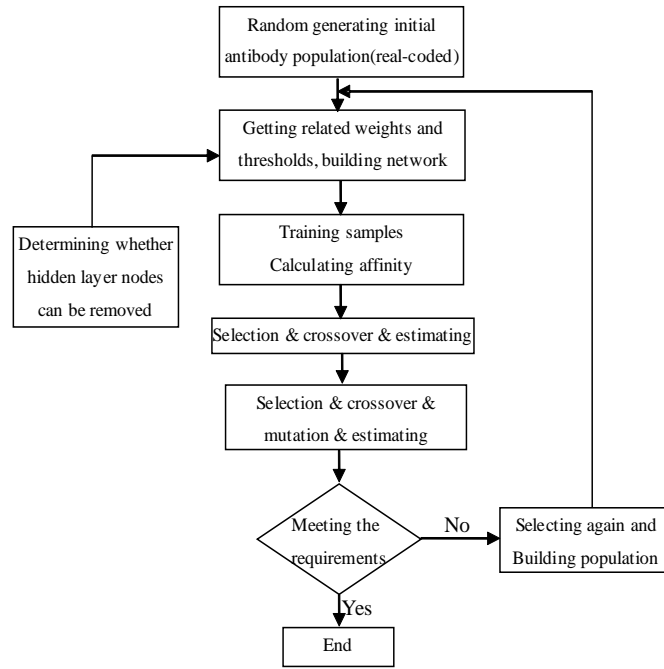 Random generating initial
antibody population(real-coded)
Getting related weights and
thresholds, building network
Determining whether
hidden layer nodes
can be removed
Training samples
Calculating affinity
Selection & crossover & estimating
Selection & crossover &
mutation & estimating
Meeting the
requirements
No
Selecting again and
Building population
Yes
End